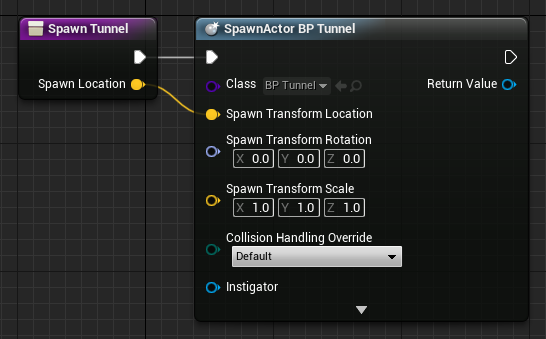 Spawn Tunnel
Spawn Location
SpawnActor BP Tunnel
Class BP Tunnel
Return Value
Spawn Transform Location
Spawn Transform Rotation
X 0.0 Y 0.0 Z 0.0
Spawn Transform Scale
X 1.0 Y 1.0 Z 1.0
Collision Handling Override
Default
Instigator